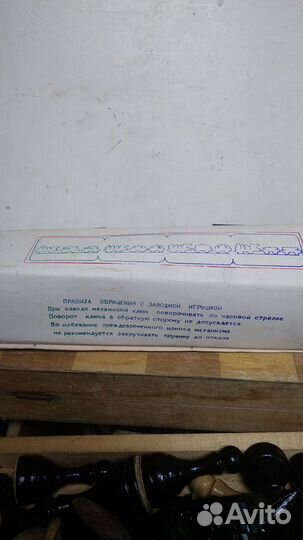 ПРАВИЛА ОБРАЩЕНИЯ С ЗАВОДНОЙ ИГРУШКОЙ
При заводе механизма ключ поворачивать по часовой стрелке
Поворот ключа в обратную сторону не допускается
Во избежание преждевременного износа механизма
не рекомендуется закручивать пружину до отказа
Avito